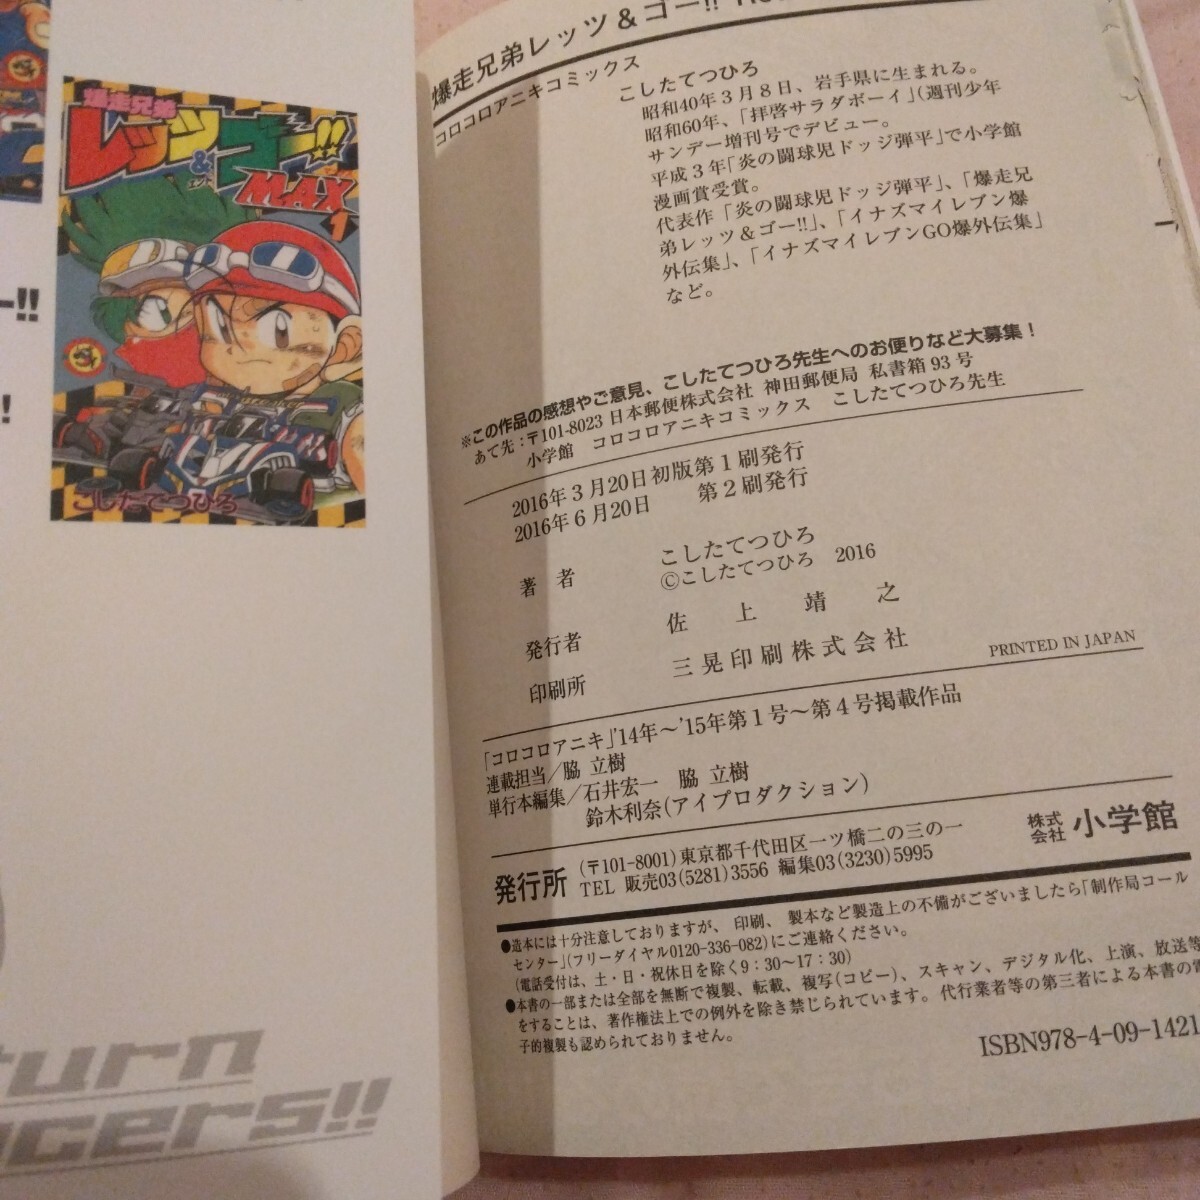 ー!!
!
爆走兄弟
レッツ
&
エンド
ゴー!!
MAX
1
こしたてつひろ
turn
cers!!
爆走兄弟レッツ&ゴー!!
コロコロアニキコミックス
こしたてつひろ
昭和40年3月8日、岩手県に生まれる。
昭和60年、「拝啓サラダボーイ」(週刊少年
サンデー増刊号でデビュー。
平成3年「炎の闘球児ドッジ弾平」で小学館
漫画賞受賞。
代表作「炎の闘球児ドッジ弾平」、「爆走兄
弟レッツ&ゴー!!」、「イナズマイレブン爆
外伝集」、「イナズマイレブンGO爆外伝集」
など。
※この作品の感想やご意見、こしたてつひろ先生へのお便りなど大募集!
あて先:〒101-8023 日本郵便株式会社 神田郵便局 私書箱93号
小学館 コロコロアニキコミックス こしたてつひろ先生
2016年3月20日初版第1刷発行
2016年6月20日 第2刷発行
著者 こしたてつひろ
©こしたてつひろ 2016
発行者 佐上靖之
印刷所 三晃印刷株式会社
PRINTED IN JAPAN
「コロコロアニキ」'14年〜'15年第1号〜第4号掲載作品
連載担当/脇 立樹
単行本編集/石井宏一 脇 立樹
鈴木利奈(アイプロダクション)
発行所 (〒101-8001)東京都千代田区一ツ橋二の三の一
TEL 販売03(5281)3556 編集03(3230)5995
株式会社 小学館
●造本には十分注意しておりますが、印刷、製本など製造上の不備がございましたら「制作局コール
センター」(フリーダイヤル0120-336-082)にご連絡ください。
(電話受付は、土・日・祝休日を除く9:30〜17:30)
●本書の一部または全部を無断で複製、転載、複写(コピー)、スキャン、デジタル化、上演、放送等
をすることは、著作権法上での例外を除き禁じられています。代行業者等の第三者による本書の電
子的複製も認められておりません。
ISBN978-4-09-1421